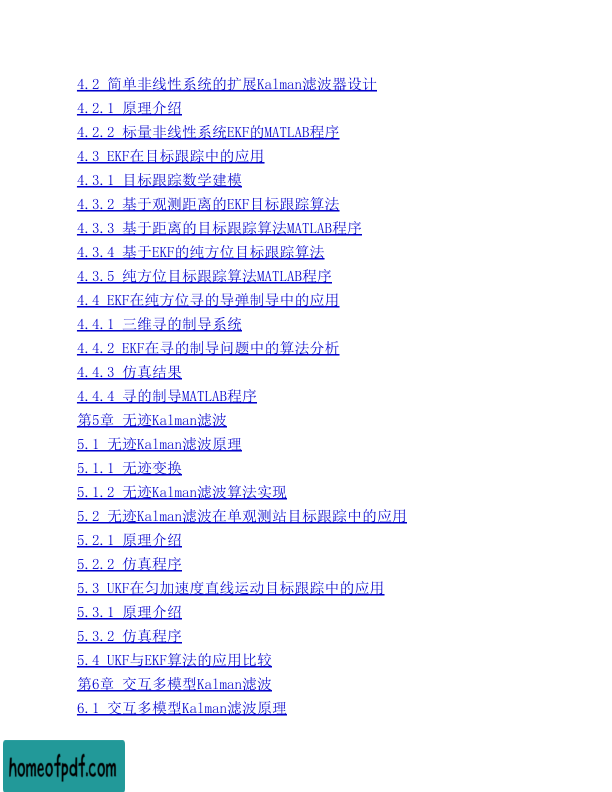 4.2 简单非线性系统的扩展Kalman滤波器设计
4.2.1 原理介绍
4.2.2 标量非线性系统EKF的MATLAB程序
4.3 EKF在目标跟踪中的应用
4.3.1 目标跟踪数学建模
4.3.2 基于观测距离的EKF目标跟踪算法
4.3.3 基于距离的目标跟踪算法MATLAB程序
4.3.4 基于EKF的纯方位目标跟踪算法
4.3.5 纯方位目标跟踪算法MATLAB程序
4.4 EKF在纯方位寻的导弹制导中的应用
4.4.1 三维寻的制导系统
4.4.2 EKF在寻的制导问题中的算法分析
4.4.3 仿真结果
4.4.4 寻的制导MATLAB程序
第5章 无迹Kalman滤波
5.1 无迹Kalman滤波原理
5.1.1 无迹变换
5.1.2 无迹Kalman滤波算法实现
5.2 无迹Kalman滤波在单观测站目标跟踪中的应用
5.2.1 原理介绍
5.2.2 仿真程序
5.3 UKF在匀加速度直线运动目标跟踪中的应用
5.3.1 原理介绍
5.3.2 仿真程序
5.4 UKF与EKF算法的应用比较
第6章 交互多模型Kalman滤波
6.1 交互多模型Kalman滤波原理
homeofpdf.com